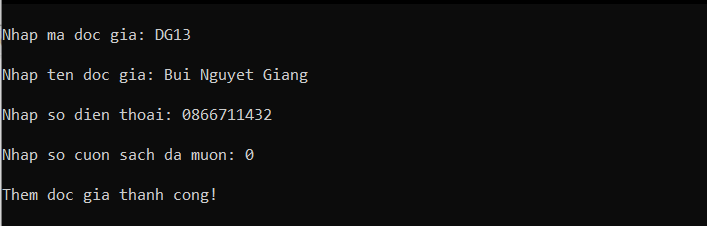 Nhap ma doc gia: DG13
Nhap ten doc gia: Bui Nguyet Giang
Nhap so dien thoai: 0866711432
Nhap so cuon sach da muon: 0
Them doc gia thanh cong!